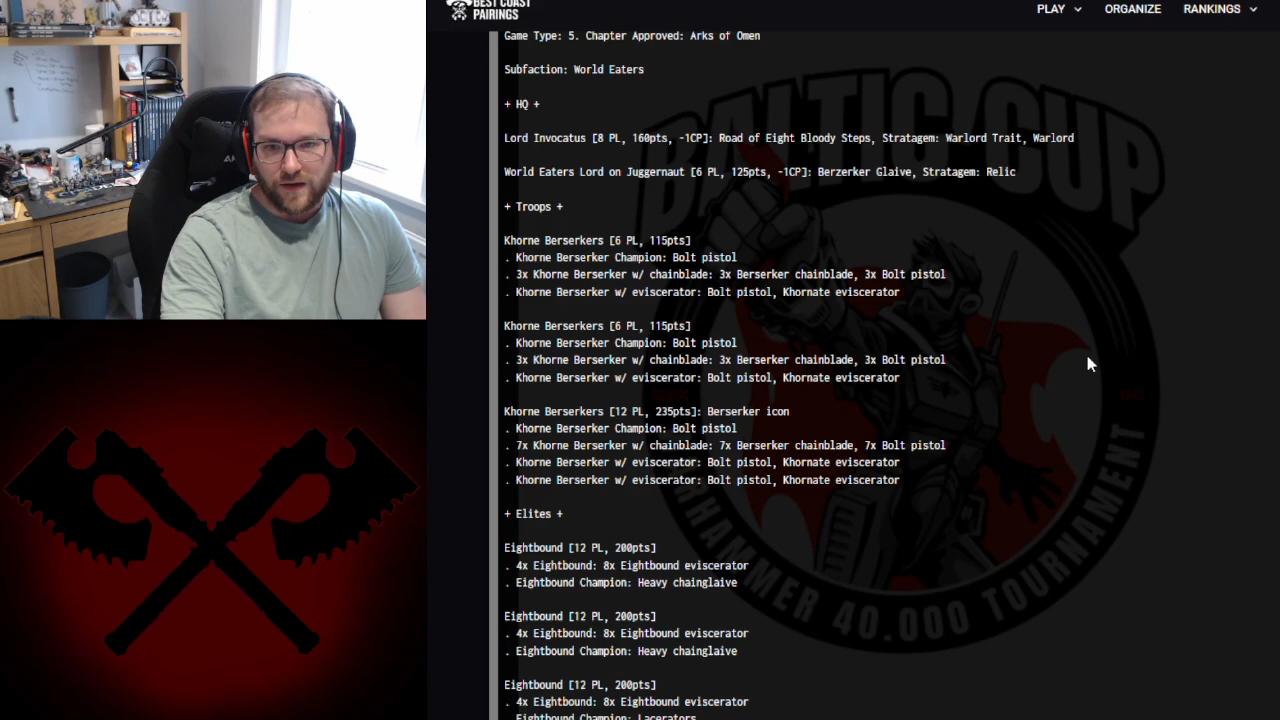 BEST COAST
PAIRINGS
PLAY
ORGANIZE
RANKINGS
Game Type: 5. Chapter Approved: Arks of Omen
Subfaction: World Eaters
+ HQ +
Lord Invocatus [8 PL, 160pts, -1CP]: Road of Eight Bloody Steps, Stratagem: Warlord Trait, Warlord
World Eaters Lord on Juggernaut [6 PL, 125pts, -1CP]: Berzerker Glaive, Stratagem: Relic
+ Troops +
Khorne Berserkers [6 PL, 115pts]
. Khorne Berserker Champion: Bolt pistol
. 3x Khorne Berserker w/ chainblade: 3x Berserker chainblade, 3x Bolt pistol
. Khorne Berserker w/ eviscerator: Bolt pistol, Khornate eviscerator
Khorne Berserkers [6 PL, 115pts]
. Khorne Berserker Champion: Bolt pistol
. 3x Khorne Berserker w/ chainblade: 3x Berserker chainblade, 3x Bolt pistol
. Khorne Berserker w/ eviscerator: Bolt pistol, Khornate eviscerator
Khorne Berserkers [12 PL, 235pts]: Berserker icon
. Khorne Berserker Champion: Bolt pistol
. 7x Khorne Berserker w/ chainblade: 7x Berserker chainblade, 7x Bolt pistol
. Khorne Berserker w/ eviscerator: Bolt pistol, Khornate eviscerator
. Khorne Berserker w/ eviscerator: Bolt pistol, Khornate eviscerator
+ Elites +
Eightbound [12 PL, 200pts]
. 4x Eightbound: 8x Eightbound eviscerator
. Eightbound Champion: Heavy chainglaive
Eightbound [12 PL, 200pts]
. 4x Eightbound: 8x Eightbound eviscerator
. Eightbound Champion: Heavy chainglaive
Eightbound [12 PL, 200pts]
. 4x Eightbound: 8x Eightbound eviscerator
. Eightbound Champion: Lacerators
BALTIC CUP
RHAMMER 40.000 TOURNAMENT